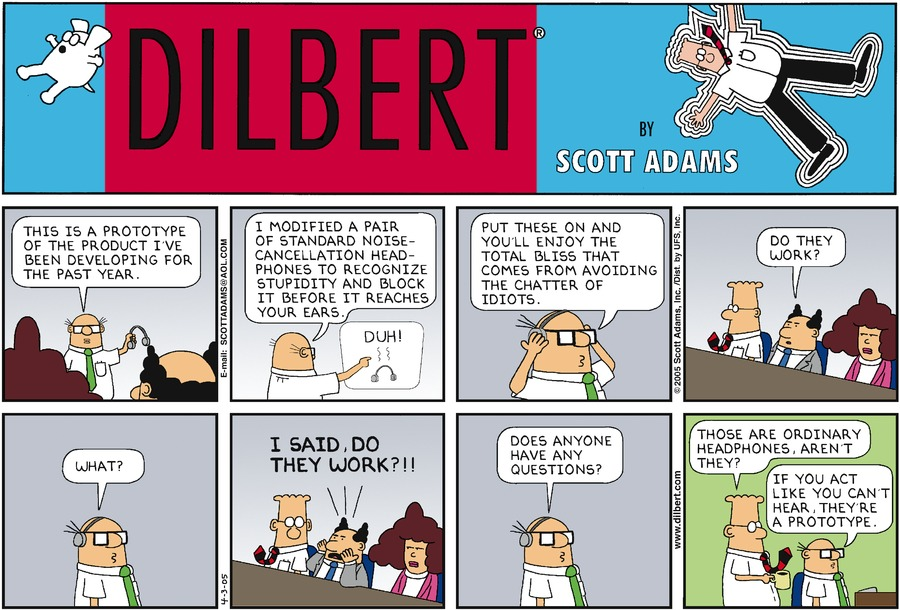 DILBERT®
BY
SCOTT ADAMS
THIS IS A PROTOTYPE
OF THE PRODUCT I'VE
BEEN DEVELOPING FOR
THE PAST YEAR.
E-mail: SCOTTADAMS@AOL.COM
I MODIFIED A PAIR
OF STANDARD NOISE-
CANCELLATION HEAD-
PHONES TO RECOGNIZE
STUPIDITY AND BLOCK
IT BEFORE IT REACHES
YOUR EARS.
DUH!
PUT THESE ON AND
YOU'LL ENJOY THE
TOTAL BLISS THAT
COMES FROM AVOIDING
THE CHATTER OF
IDIOTS.
© 2005 Scott Adams, Inc. /Dist. by UFS, Inc.
DO THEY
WORK?
WHAT?
4-3-05
I SAID, DO
THEY WORK?!!
DOES ANYONE
HAVE ANY
QUESTIONS?
www.dilbert.com
THOSE ARE ORDINARY
HEADPHONES, AREN'T
THEY?
IF YOU ACT
LIKE YOU CAN'T
HEAR, THEY'RE
A PROTOTYPE.